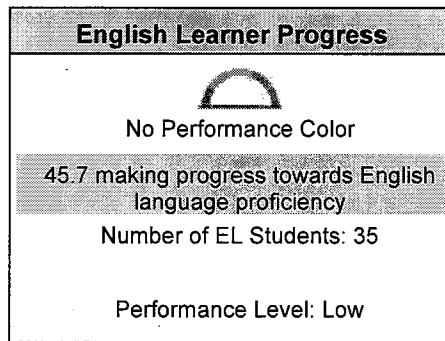 English Learner Progress
No Performance Color
45.7 making progress towards English
language proficiency
Number of EL Students: 35
Performance Level: Low